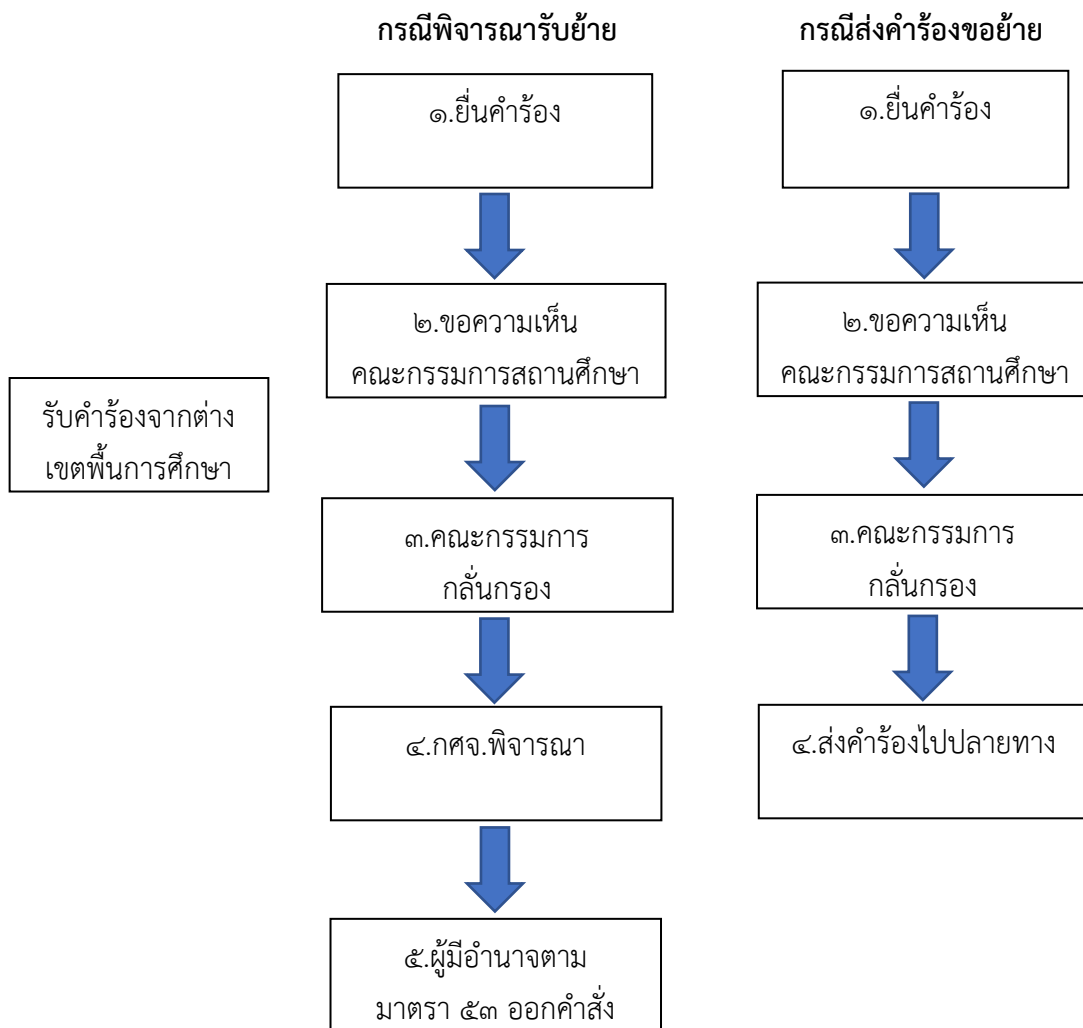 กรณีพิจารณารับย้าย
กรณีส่งคำร้องขอย้าย
๑.ยื่นคำร้อง
๑.ยื่นคำร้อง
๒.ขอความเห็น
คณะกรรมการสถานศึกษา
๒.ขอความเห็น
คณะกรรมการสถานศึกษา
รับคำร้องจากต่าง
เขตพื้นการศึกษา
๓.คณะกรรมการ
กลั่นกรอง
๓.คณะกรรมการ
กลั่นกรอง
๔.กศจ.พิจารณา
๔.ส่งคำร้องไปปลายทาง
๕.ผู้มีอำนาจตาม
มาตรา ๕๓ ออกคำสั่ง